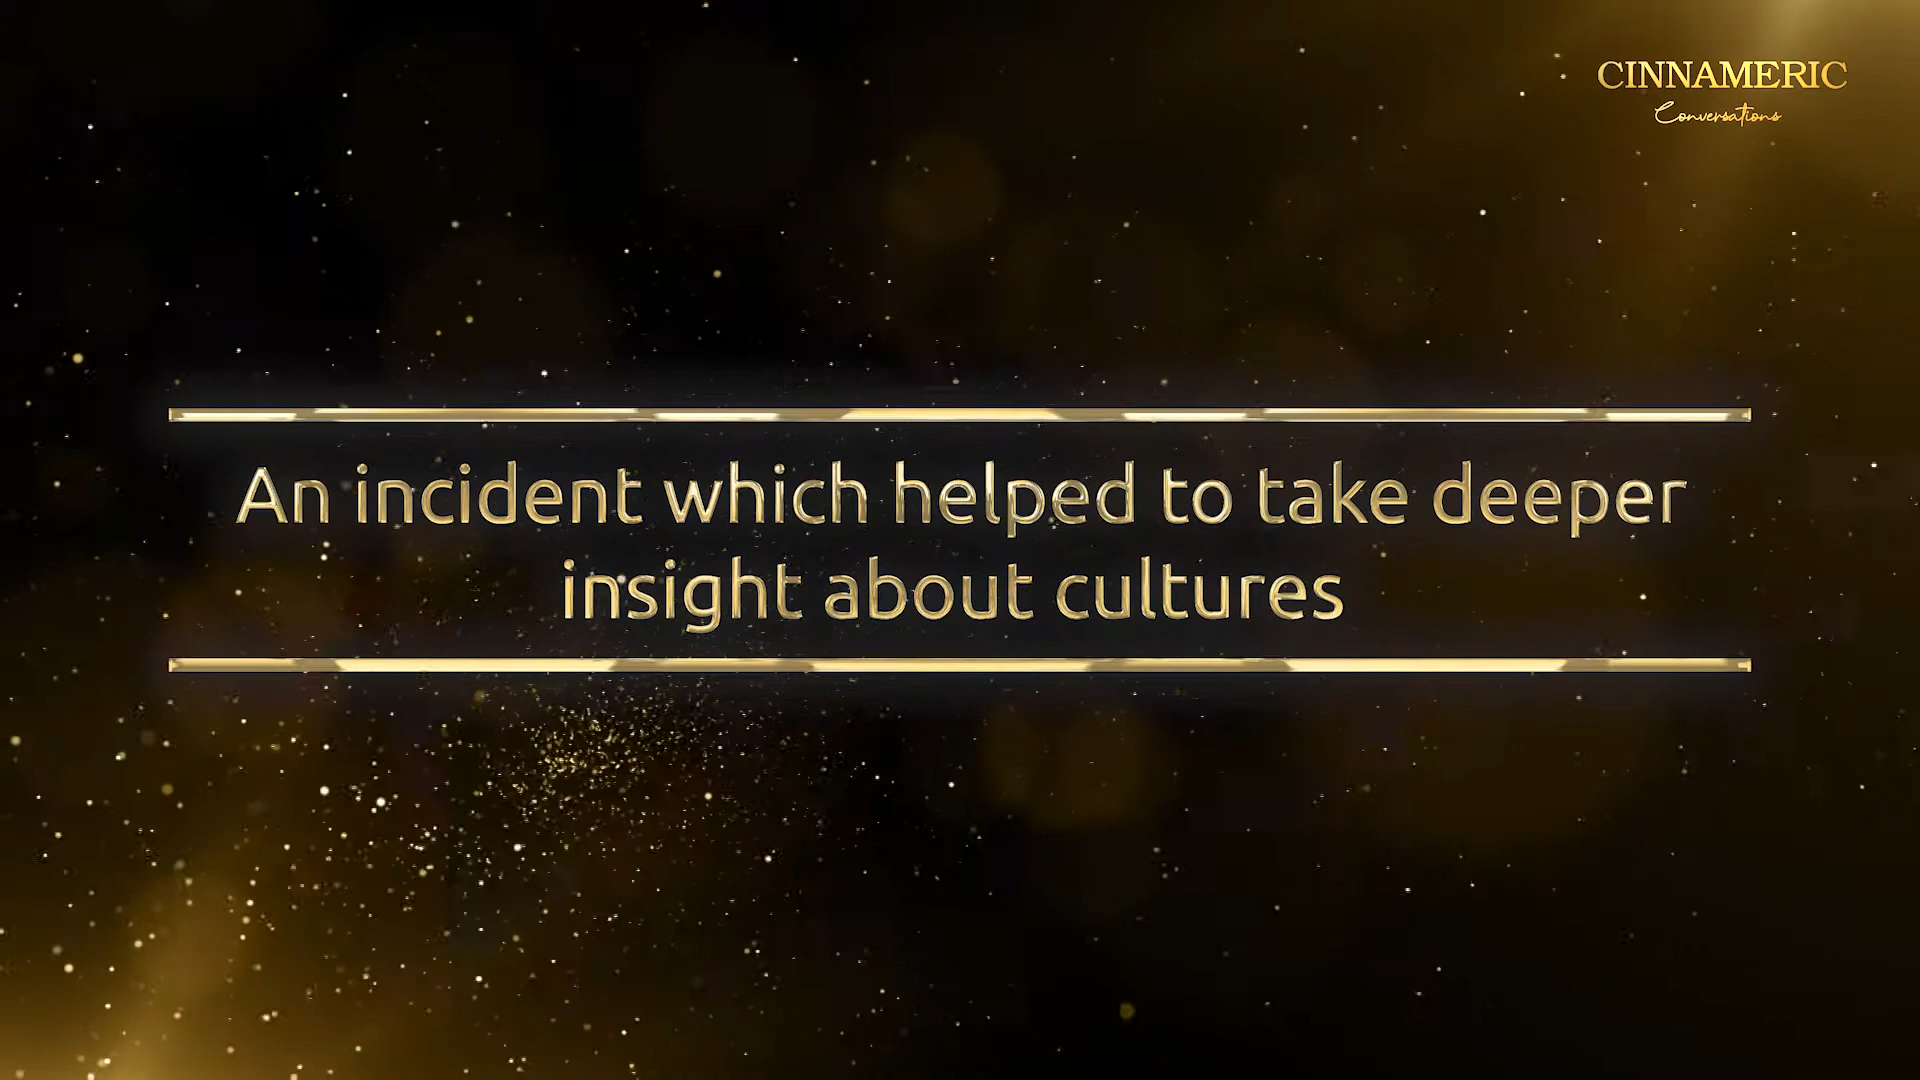 CINNAMERIC
Conversations
An incident which helped to take deeper
insight about cultures